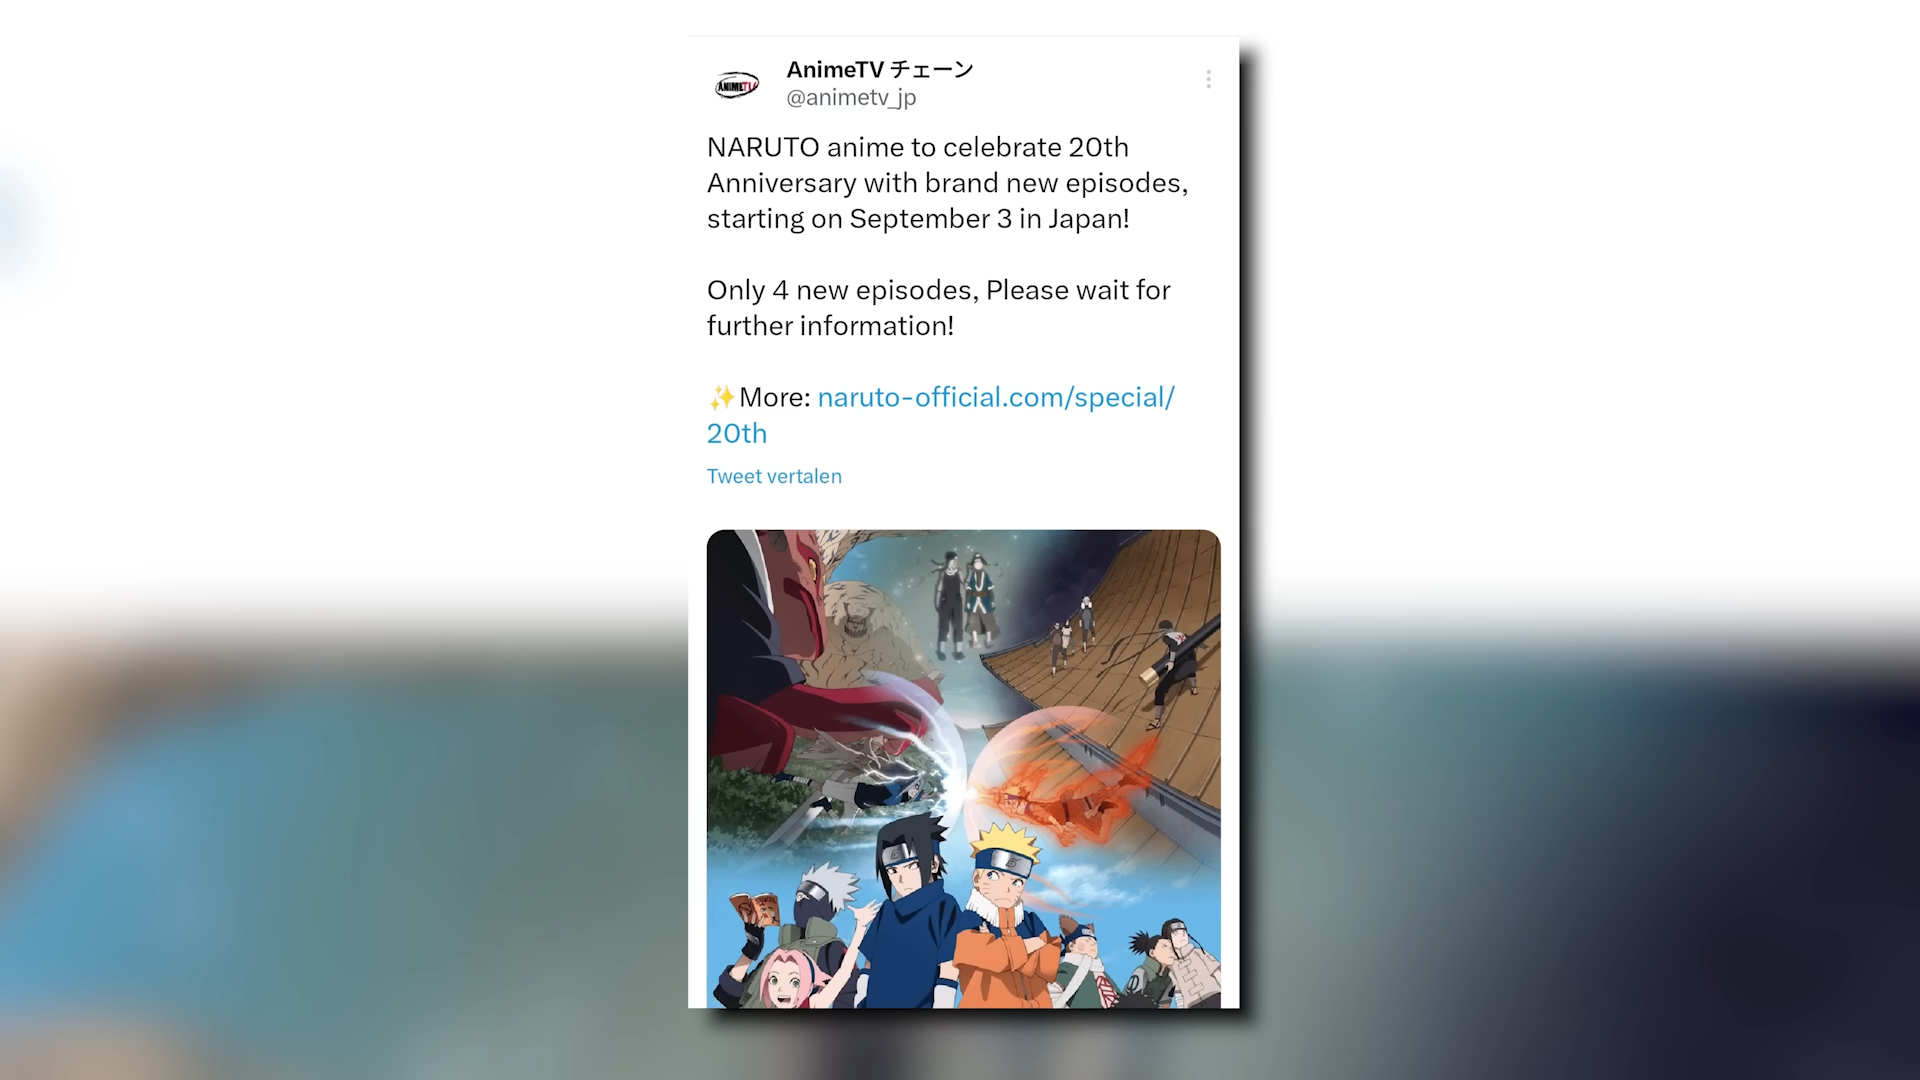 ANIMETV
AnimeTV チェーン
@animetv_jp
NARUTO anime to celebrate 20th
Anniversary with brand new episodes,
starting on September 3 in Japan!
Only 4 new episodes, Please wait for
further information!
✨More: naruto-official.com/special/
20th
Tweet vertalen